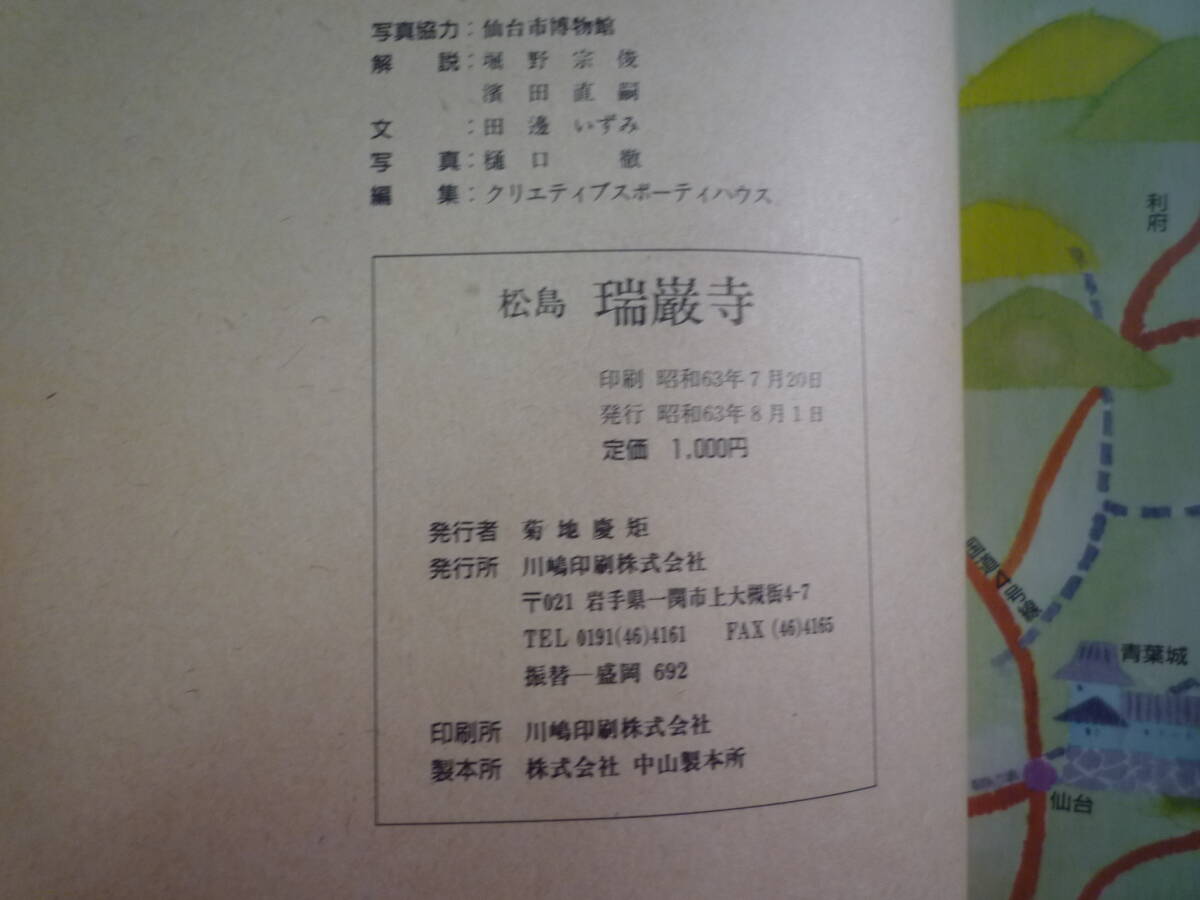 写真協力：仙台市博物館
解　説：堀野宗俊
濱田直嗣
文　：田邊いずみ
写　真：樋口　徹
編　集：クリエティブスポーティハウス
松島 瑞巌寺
印刷 昭和63年7月20日
発行 昭和63年8月1日
定価 1,000円
発行者 菊地慶矩
発行所 川嶋印刷株式会社
〒021 岩手県一関市上大槻街4-7
TEL 0191(46)4161 FAX (46)4165
振替―盛岡 692
印刷所 川嶋印刷株式会社
製本所 株式会社 中山製本所
利府
国道4号線
青葉城
仙台